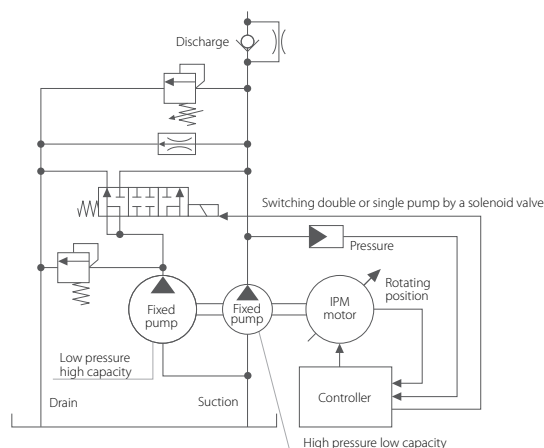 Discharge
Switching double or single pump by a solenoid valve
Pressure
Rotating
position
Fixed
pump
Fixed
pump
IPM
motor
Low pressure
high capacity
Drain
Suction
Controller
High pressure low capacity